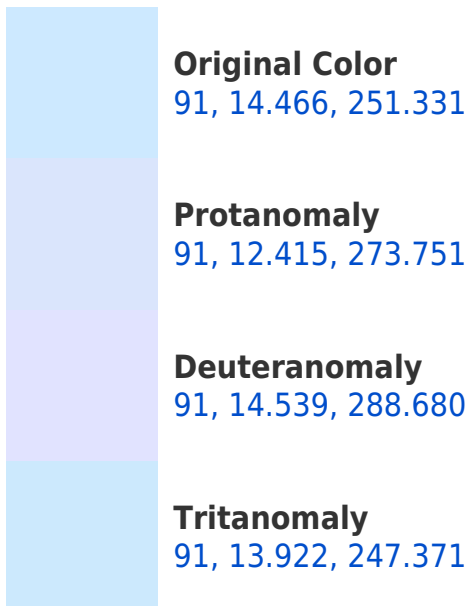 Original Color
91, 14.466, 251.331
Protanomaly
91, 12.415, 273.751
Deuteranomaly
91, 14.539, 288.680
Tritanomaly
91, 13.922, 247.371